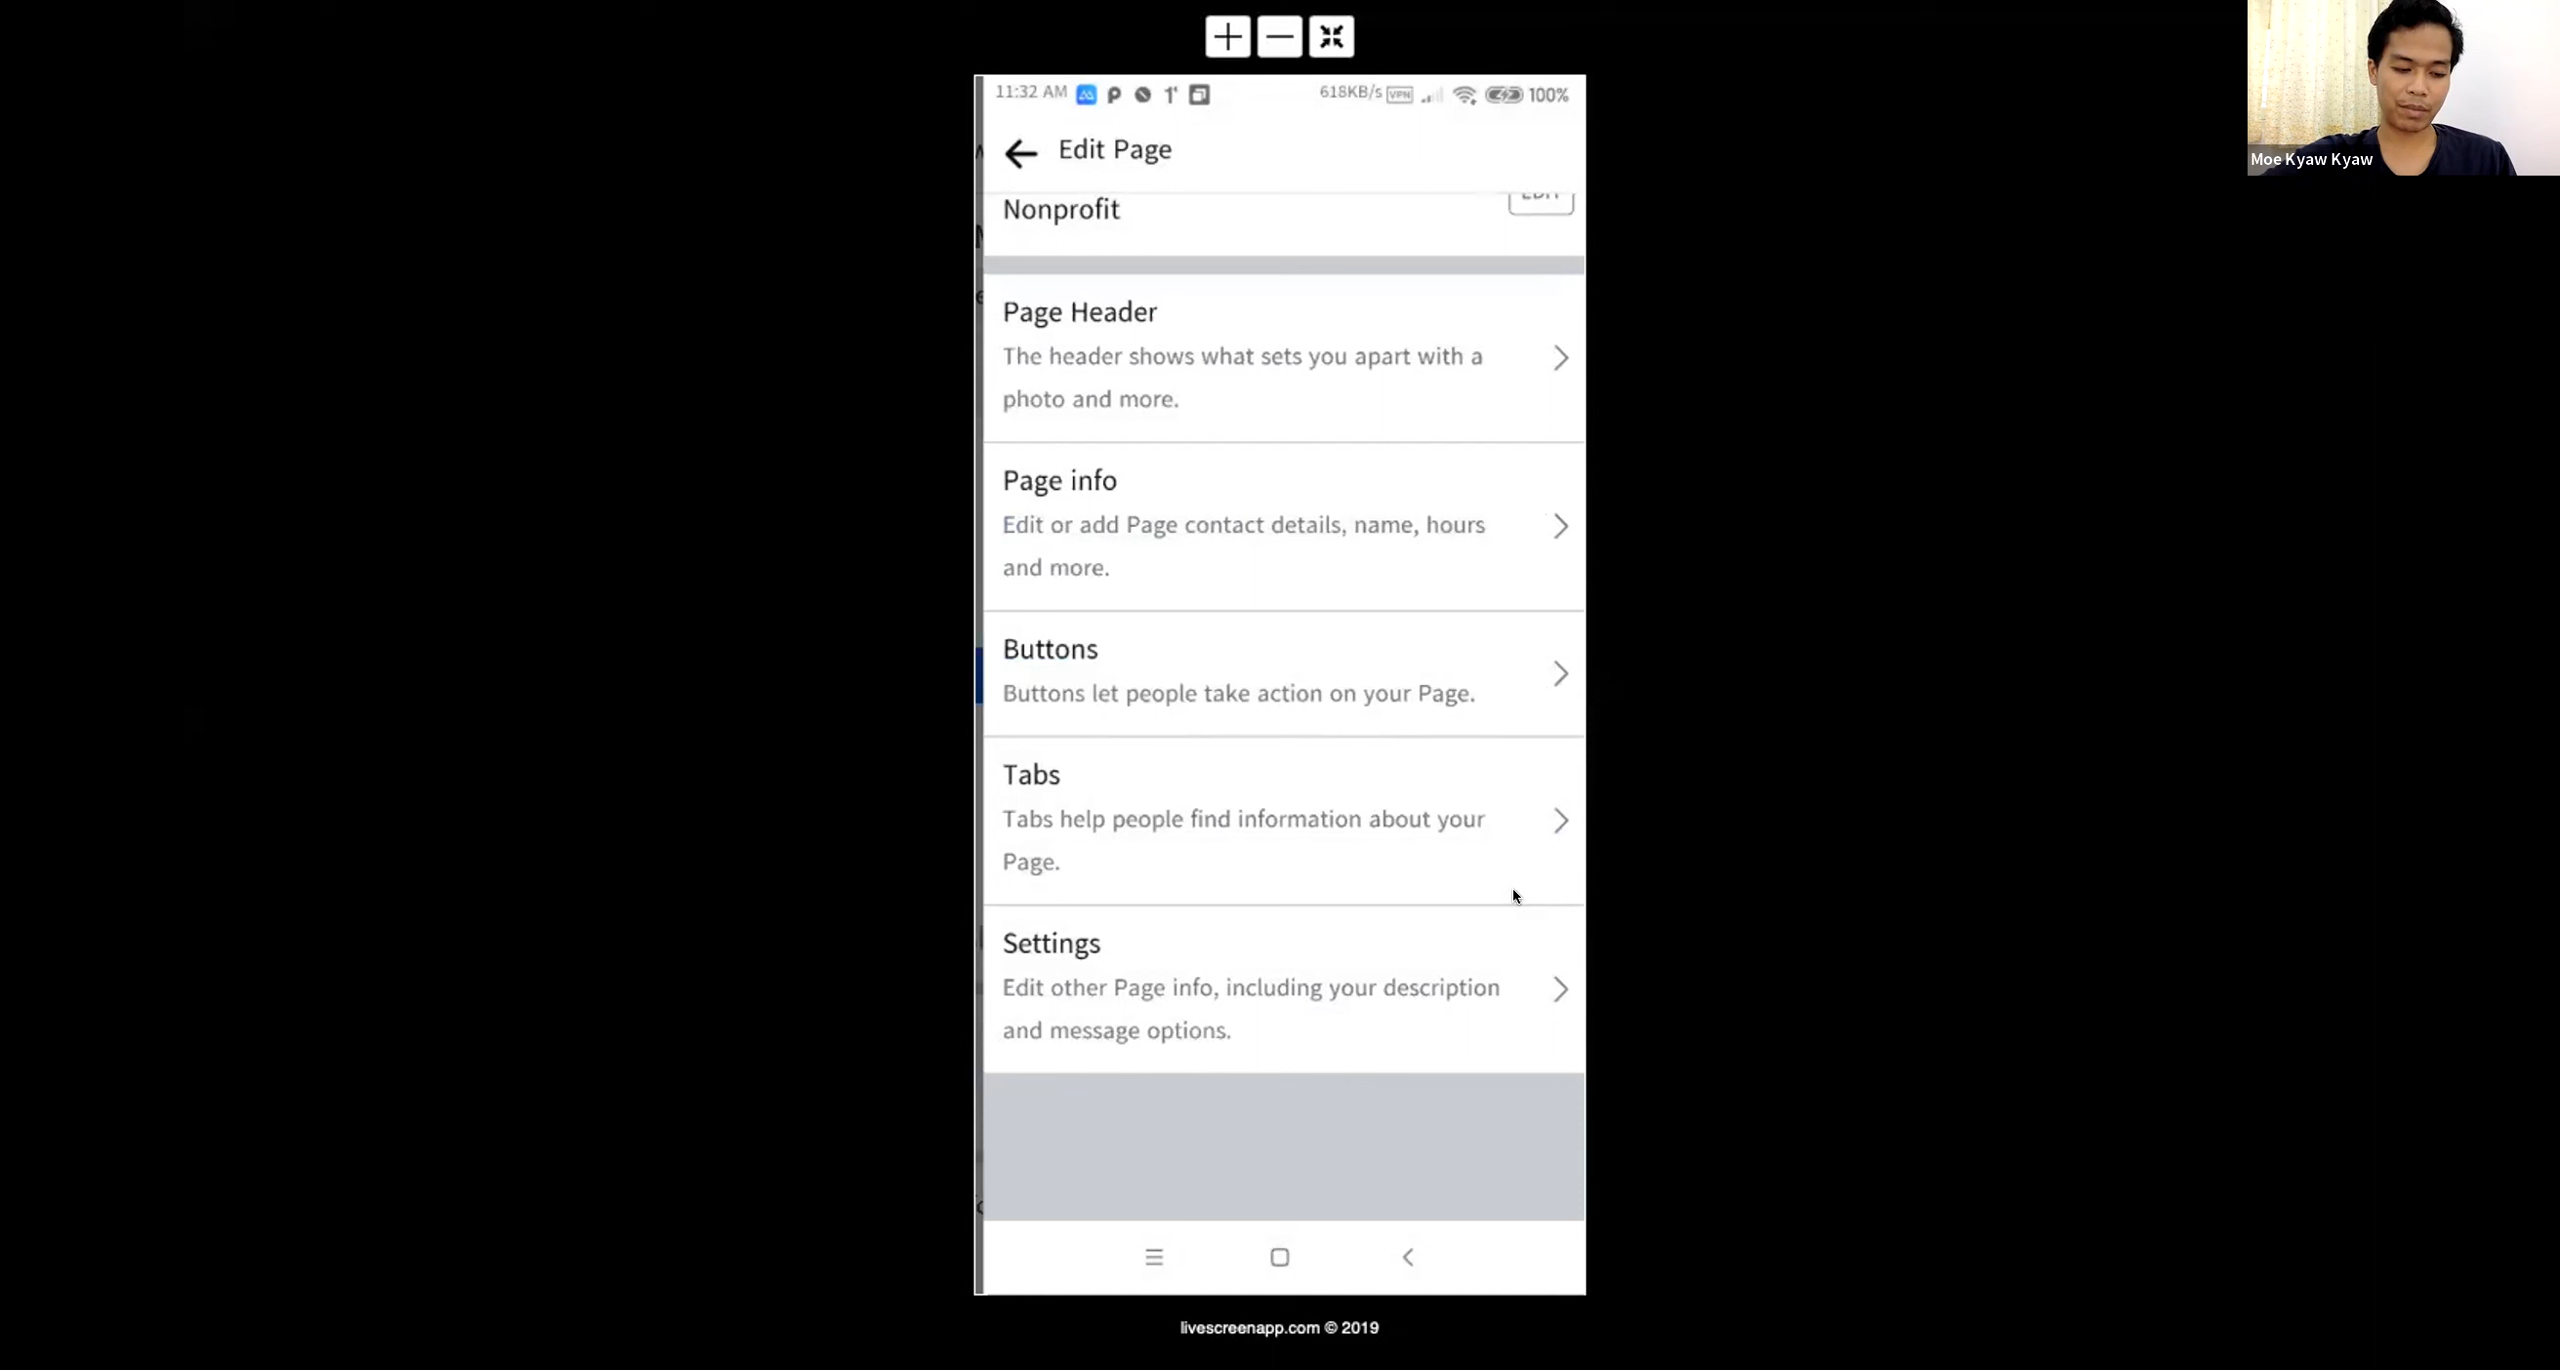 11:32 AM
618KB/s VPN 100%
Moe Kyaw Kyaw
Edit Page
EDIT
Nonprofit
Page Header
The header shows what sets you apart with a
photo and more.
Page info
Edit or add Page contact details, name, hours
and more.
Buttons
Buttons let people take action on your Page.
Tabs
Tabs help people find information about your
Page.
Settings
Edit other Page info, including your description
and message options.
livescreenapp.com © 2019